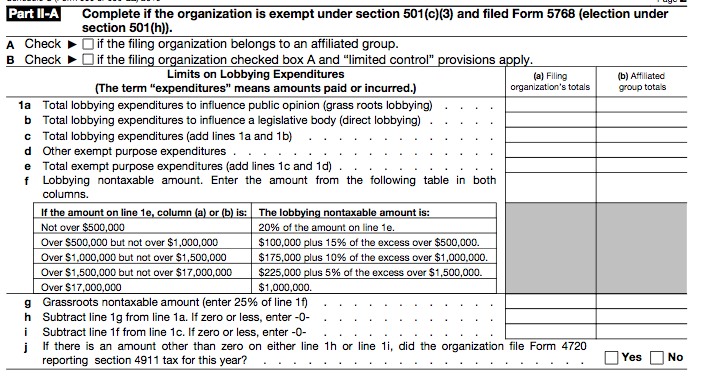 Part II-A Complete if the organization is exempt under section 501(c)(3) and filed Form 5768 (election under
section 501(h)).
A Check ▶ ☐ if the filing organization belongs to an affiliated group.
B Check ▶ ☐ if the filing organization checked box A and “limited control” provisions apply.
Limits on Lobbying Expenditures
(The term “expenditures” means amounts paid or incurred.)
(a) Filing
organization's totals
(b) Affiliated
group totals
1a Total lobbying expenditures to influence public opinion (grass roots lobbying) . . . .
b Total lobbying expenditures to influence a legislative body (direct lobbying) . . . . .
c Total lobbying expenditures (add lines 1a and 1b) . . . . . . . . . . . .
d Other exempt purpose expenditures . . . . . . . . . . . . . . . . .
e Total exempt purpose expenditures (add lines 1c and 1d) . . . . . . . . . .
f Lobbying nontaxable amount. Enter the amount from the following table in both
columns.
If the amount on line 1e, column (a) or (b) is: The lobbying nontaxable amount is:
Not over $500,000 20% of the amount on line 1e.
Over $500,000 but not over $1,000,000 $100,000 plus 15% of the excess over $500,000.
Over $1,000,000 but not over $1,500,000 $175,000 plus 10% of the excess over $1,000,000.
Over $1,500,000 but not over $17,000,000 $225,000 plus 5% of the excess over $1,500,000.
Over $17,000,000 $1,000,000.
g Grassroots nontaxable amount (enter 25% of line 1f) . . . . . . . . . . .
h Subtract line 1g from line 1a. If zero or less, enter -0- . . . . . . . . . . .
i Subtract line 1f from line 1c. If zero or less, enter -0- . . . . . . . . . . .
j If there is an amount other than zero on either line 1h or line 1i, did the organization file Form 4720
reporting section 4911 tax for this year? . . . . . . . . . . . . . . . . . . . . ☐ Yes ☐ No